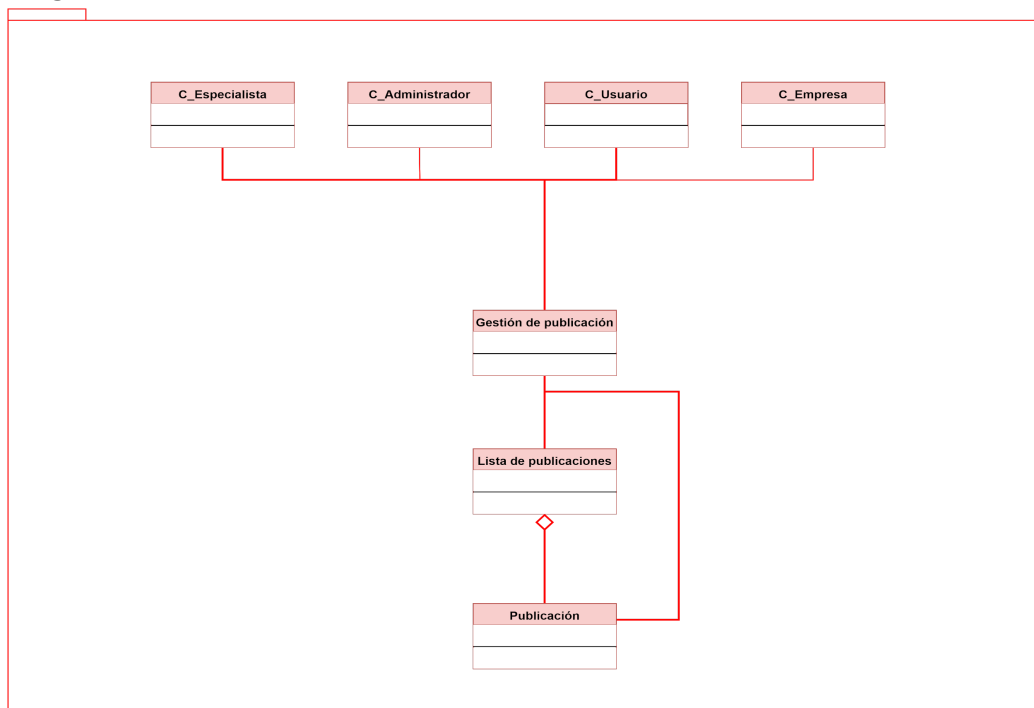 C_Especialista
C_Administrador
C_Usuario
C_Empresa
Gestión de publicación
Lista de publicaciones
Publicación